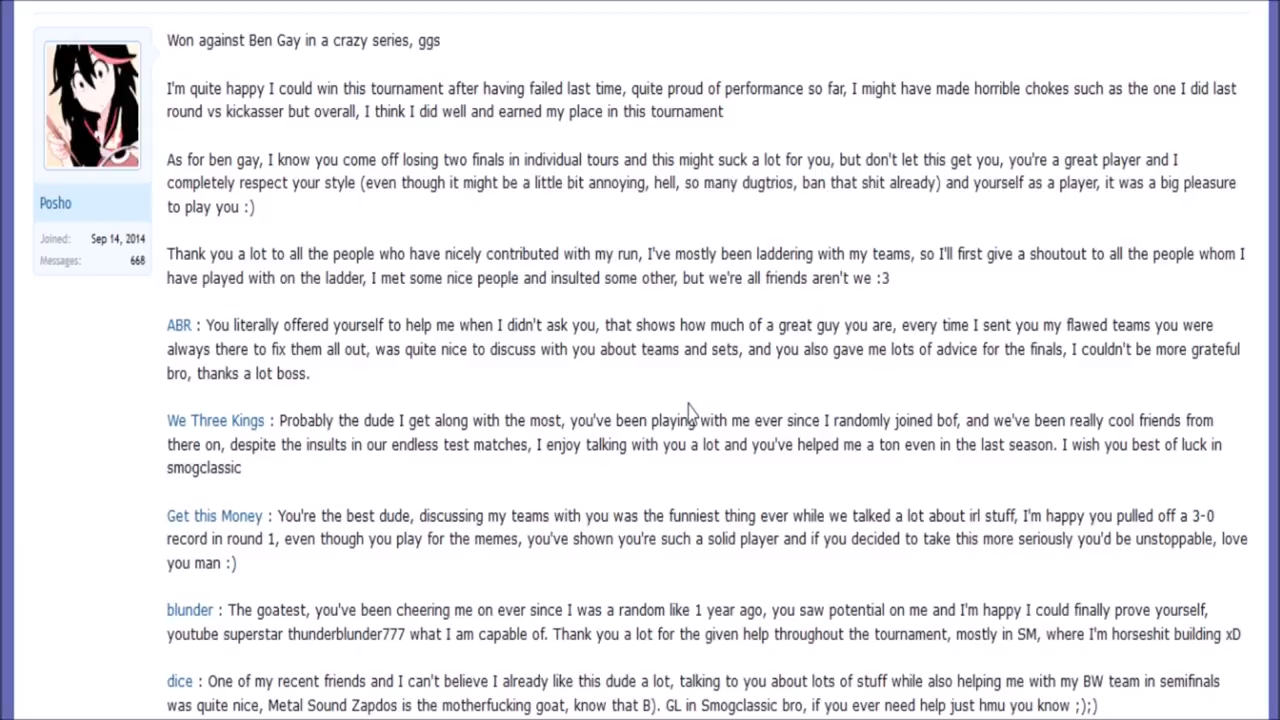 Won against Ben Gay in a crazy series, ggs
I'm quite happy I could win this tournament after having failed last time, quite proud of performance so far, I might have made horrible chokes such as the one I did last
round vs kickasser but overall, I think I did well and earned my place in this tournament
As for ben gay, I know you come off losing two finals in individual tours and this might suck a lot for you, but don't let this get you, you're a great player and I
completely respect your style (even though it might be a little bit annoying, hell, so many dugtrios, ban that shit already) and yourself as a player, it was a big pleasure
to play you :)
Posho
Joined: Sep 14, 2014
Messages: 668
Thank you a lot to all the people who have nicely contributed with my run, I've mostly been laddering with my teams, so I'll first give a shoutout to all the people whom I
have played with on the ladder, I met some nice people and insulted some other, but we're all friends aren't we :3
ABR : You literally offered yourself to help me when I didn't ask you, that shows how much of a great guy you are, every time I sent you my flawed teams you were
always there to fix them all out, was quite nice to discuss with you about teams and sets, and you also gave me lots of advice for the finals, I couldn't be more grateful
bro, thanks a lot boss.
We Three Kings : Probably the dude I get along with the most, you've been playing with me ever since I randomly joined bof, and we've been really cool friends from
there on, despite the insults in our endless test matches, I enjoy talking with you a lot and you've helped me a ton even in the last season. I wish you best of luck in
smogclassic
Get this Money : You're the best dude, discussing my teams with you was the funniest thing ever while we talked a lot about irl stuff, I'm happy you pulled off a 3-0
record in round 1, even though you play for the memes, you've shown you're such a solid player and if you decided to take this more seriously you'd be unstoppable, love
you man :)
blunder : The goatest, you've been cheering me on ever since I was a random like 1 year ago, you saw potential on me and I'm happy I could finally prove yourself,
youtube superstar thunderblunder777 what I am capable of. Thank you a lot for the given help throughout the tournament, mostly in SM, where I'm horseshit building xD
dice : One of my recent friends and I can't believe I already like this dude a lot, talking to you about lots of stuff while also helping me with my BW team in semifinals
was quite nice, Metal Sound Zapdos is the motherfucking goat, know that B). GL in Smogclassic bro, if you ever need help just hmu you know ;);)